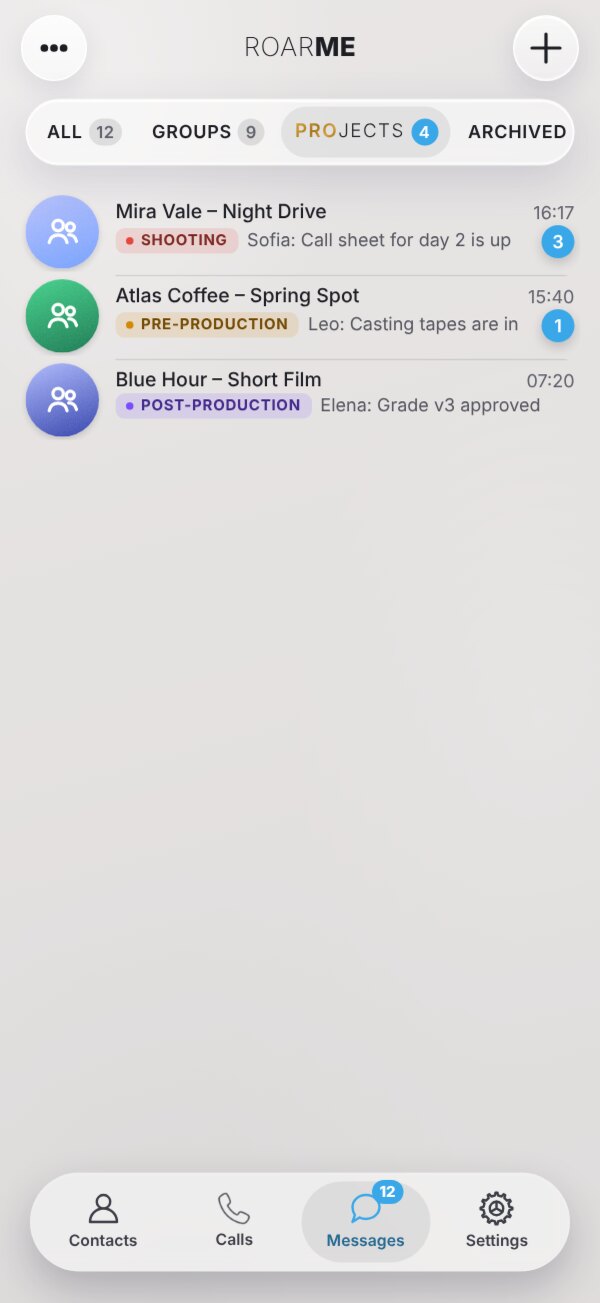 ROARME
ALL 12 GROUPS 9 PROJECTS 4 ARCHIVED
Mira Vale – Night Drive 16:17
SHOOTING Sofia: Call sheet for day 2 is up 3
Atlas Coffee – Spring Spot 15:40
PRE-PRODUCTION Leo: Casting tapes are in 1
Blue Hour – Short Film 07:20
POST-PRODUCTION Elena: Grade v3 approved
12
Contacts Calls Messages Settings